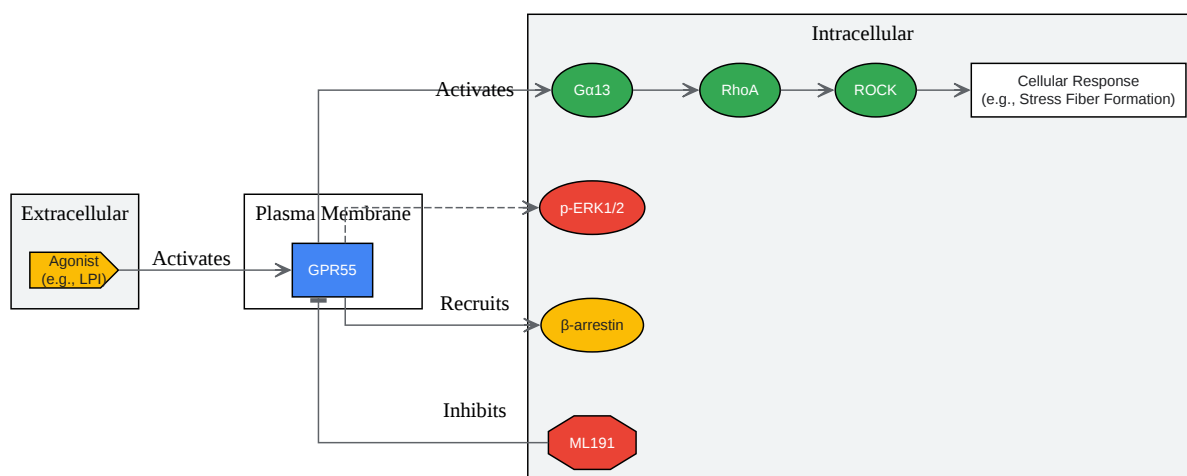 Intracellular
Activates
Gα13
RhoA
ROCK
Cellular Response
(e.g., Stress Fiber Formation)
Extracellular
Plasma Membrane
p-ERK1/2
Agonist
(e.g., LPI)
Activates
GPR55
Recruits
β-arrestin
Inhibits
ML191